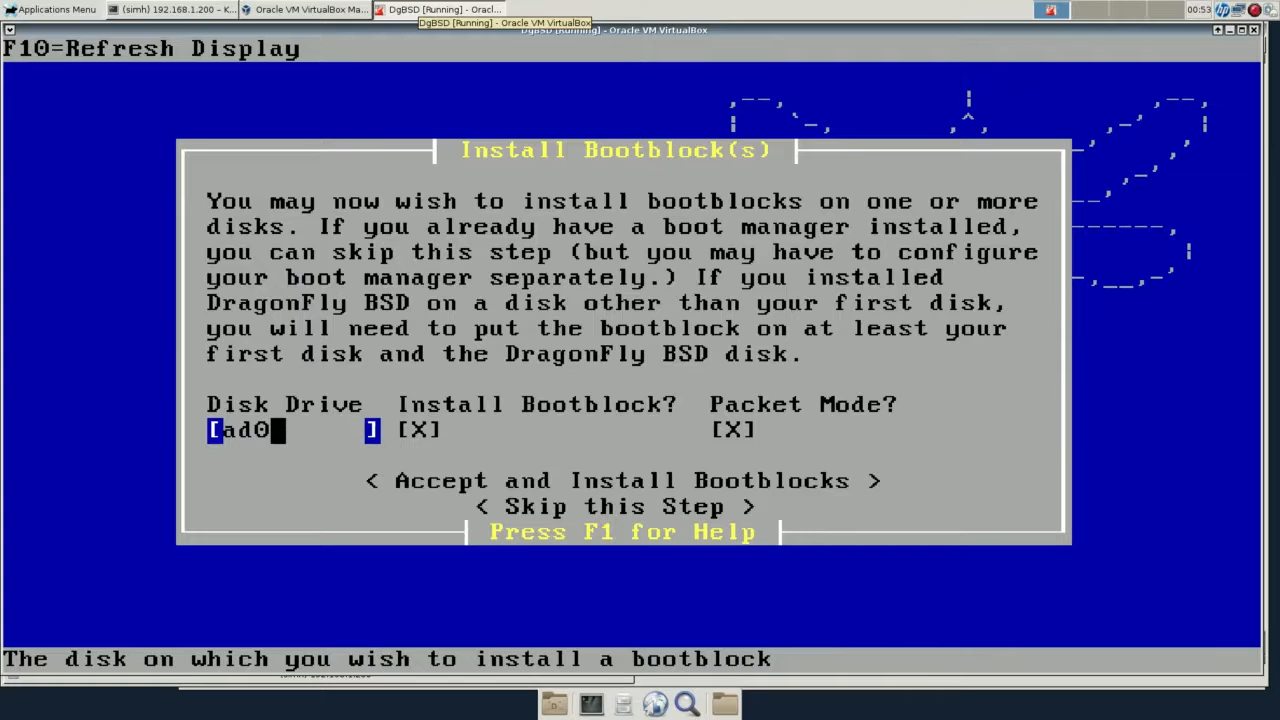 Applications Menu (simh) 192.168.1.200 – K... Oracle VM VirtualBox Ma... DgBSD [Running] - Oracl... 00:53
DgBSD [Running] - Oracle VM VirtualBox
DgBSD [Running] - Oracle VM VirtualBox
F10=Refresh Display
Install Bootblock(s)
You may now wish to install bootblocks on one or more
disks. If you already have a boot manager installed,
you can skip this step (but you may have to configure
your boot manager separately.) If you installed
DragonFly BSD on a disk other than your first disk,
you will need to put the bootblock on at least your
first disk and the DragonFly BSD disk.
Disk Drive Install Bootblock? Packet Mode?
[ad0 ] [X] [X]
< Accept and Install Bootblocks >
< Skip this Step >
Press F1 for Help
The disk on which you wish to install a bootblock